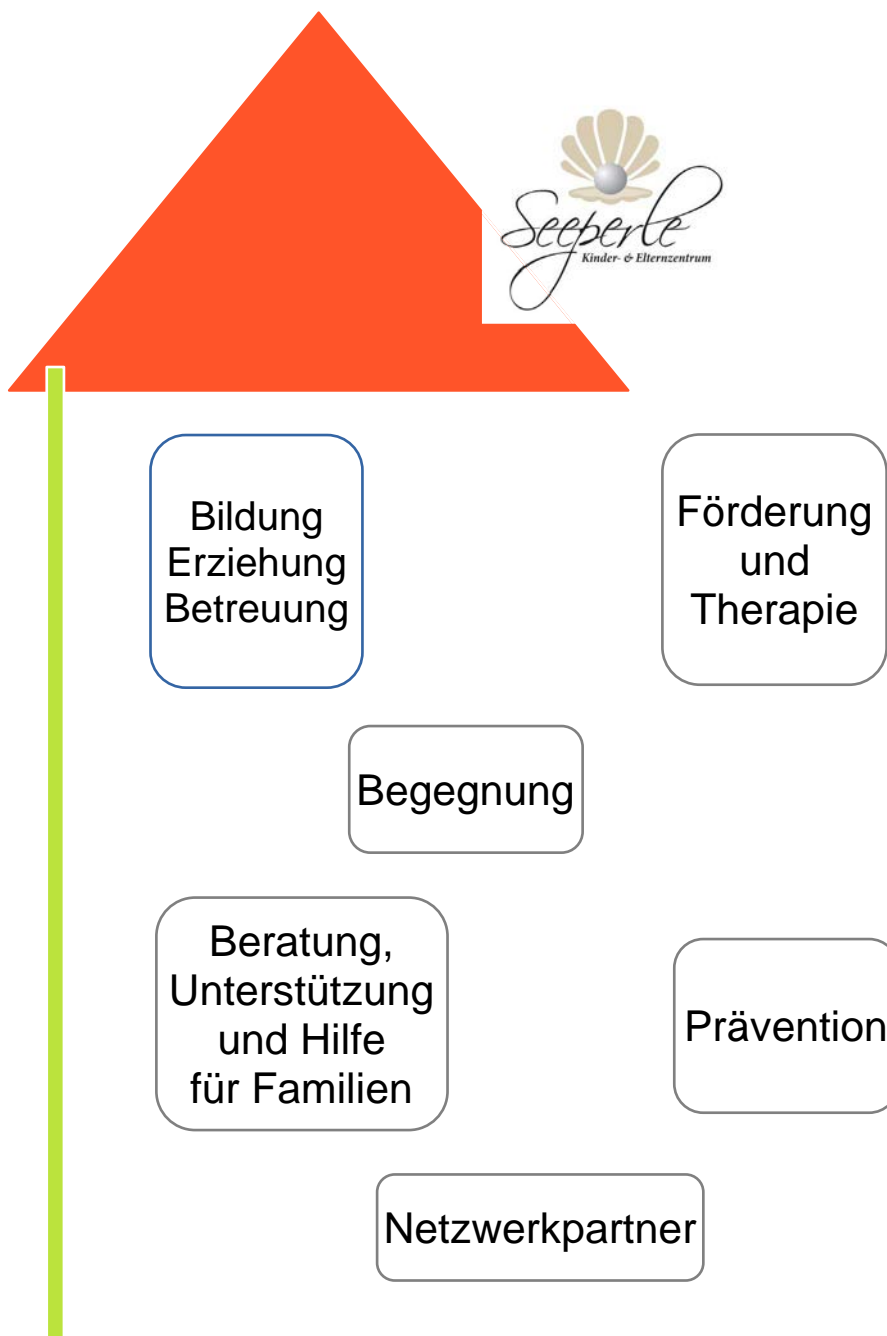 Seeperle
Kinder- & Elternzentrum
Bildung
Erziehung
Betreuung
Förderung
und
Therapie
Begegnung
Beratung,
Unterstützung
und Hilfe
für Familien
Prävention
Netzwerkpartner